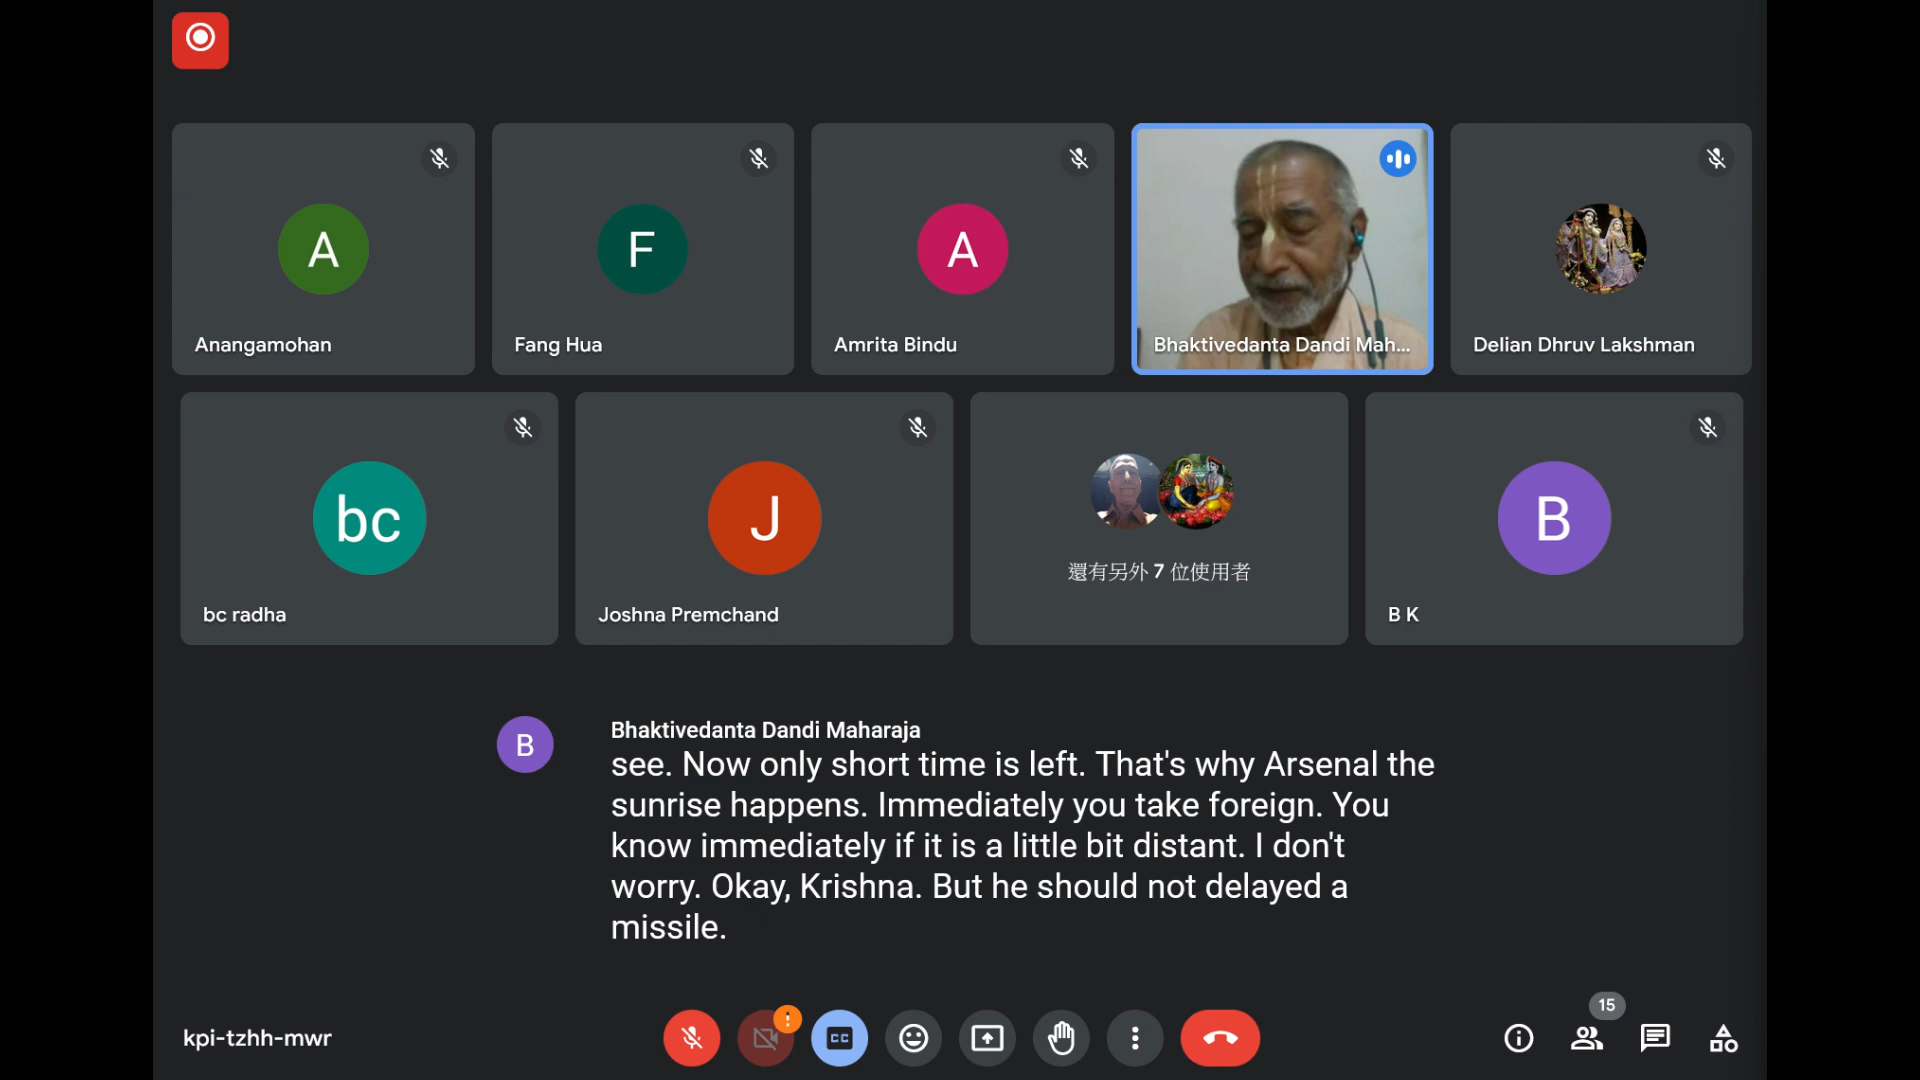 A
F
A
Anangamohan
Fang Hua
Amrita Bindu
Bhaktivedanta Dandi Mah...
Delian Dhruv Lakshman
bc
J
還有另外 7 位使用者
B
bc radha
Joshna Premchand
B K
B
Bhaktivedanta Dandi Maharaja
see. Now only short time is left. That's why Arsenal the
sunrise happens. Immediately you take foreign. You
know immediately if it is a little bit distant. I don't
worry. Okay, Krishna. But he should not delayed a
missile.
kpi-tzhh-mwr
CC
15